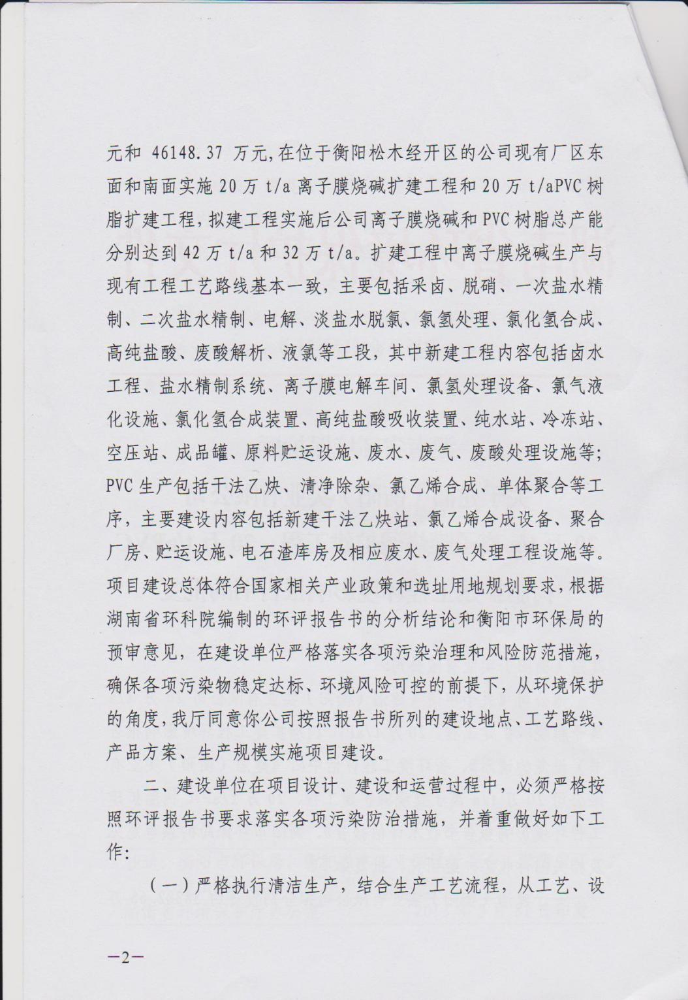 元和 46148.37 万元,在位于衡阳松木经开区的公司现有厂区东
面和南面实施20万t/a离子膜烧碱扩建工程和20万t/aPVC树
脂扩建工程,拟建工程实施后公司离子膜烧碱和PVC树脂总产能
分别达到42万t/a和32万t/a。扩建工程中离子膜烧碱生产与
现有工程工艺路线基本一致,主要包括采卤、脱硝、一次盐水精
制、二次盐水精制、电解、淡盐水脱氯、氯氢处理、氯化氢合成、
高纯盐酸、废酸解析、液氯等工段,其中新建工程内容包括卤水
工程、盐水精制系统、离子膜电解车间、氯氢处理设备、氯气液
化设施、氯化氢合成装置、高纯盐酸吸收装置、纯水站、冷冻站、
空压站、成品罐、原料贮运设施、废水、废气、废酸处理设施等;
PVC生产包括干法乙炔、清净除杂、氯乙烯合成、单体聚合等工
序,主要建设内容包括新建干法乙炔站、氯乙烯合成设备、聚合
厂房、贮运设施、电石渣库房及相应废水、废气处理工程设施等。
项目建设总体符合国家相关产业政策和选址用地规划要求,根据
湖南省环科院编制的环评报告书的分析结论和衡阳市环保局的
预审意见,在建设单位严格落实各项污染治理和风险防范措施,
确保各项污染物稳定达标、环境风险可控的前提下,从环境保护
的角度,我厅同意你公司按照报告书所列的建设地点、工艺路线、
产品方案、生产规模实施项目建设。
二、建设单位在项目设计、建设和运营过程中,必须严格按
照环评报告书要求落实各项污染防治措施,并着重做好如下工
作:
(一)严格执行清洁生产,结合生产工艺流程,从工艺、设
—2—